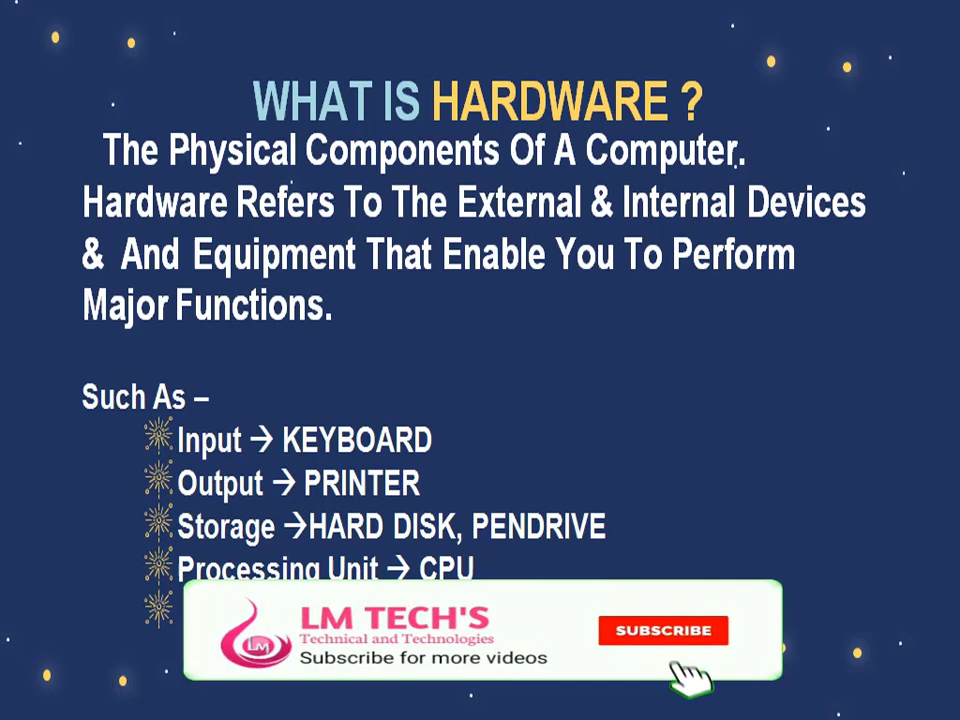 WHAT IS HARDWARE ?
The Physical Components Of A Computer.
Hardware Refers To The External & Internal Devices
& And Equipment That Enable You To Perform
Major Functions.
Such As –
Input → KEYBOARD
Output → PRINTER
Storage →HARD DISK, PENDRIVE
Processing Unit → CPU
LM
LM TECH'S
Technical and Technologies
Subscribe for more videos
SUBSCRIBE